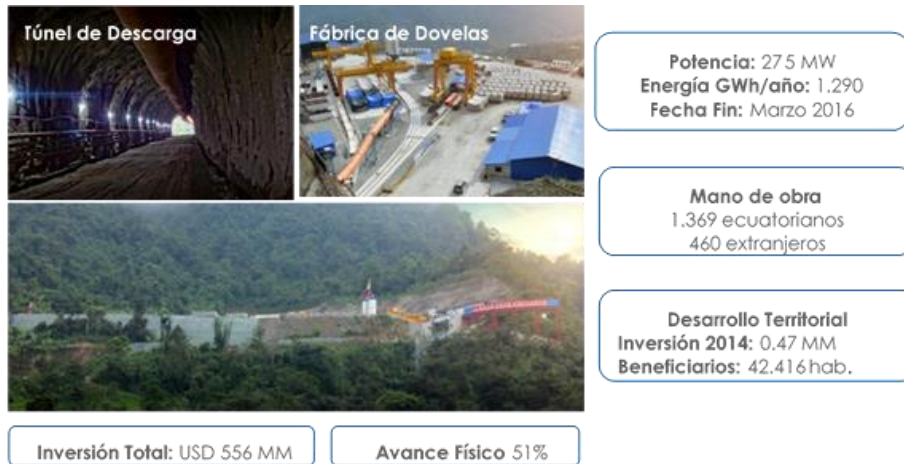 Túnel de Descarga
Fábrica de Dovelas
Potencia: 275 MW
Energía GWh/año: 1.290
Fecha Fin: Marzo 2016
Mano de obra
1.369 ecuatorianos
460 extranjeros
Desarrollo Territorial
Inversión 2014: 0.47 MM
Beneficiarios: 42.416 hab.
Inversión Total: USD 556 MM
Avance Físico 51%